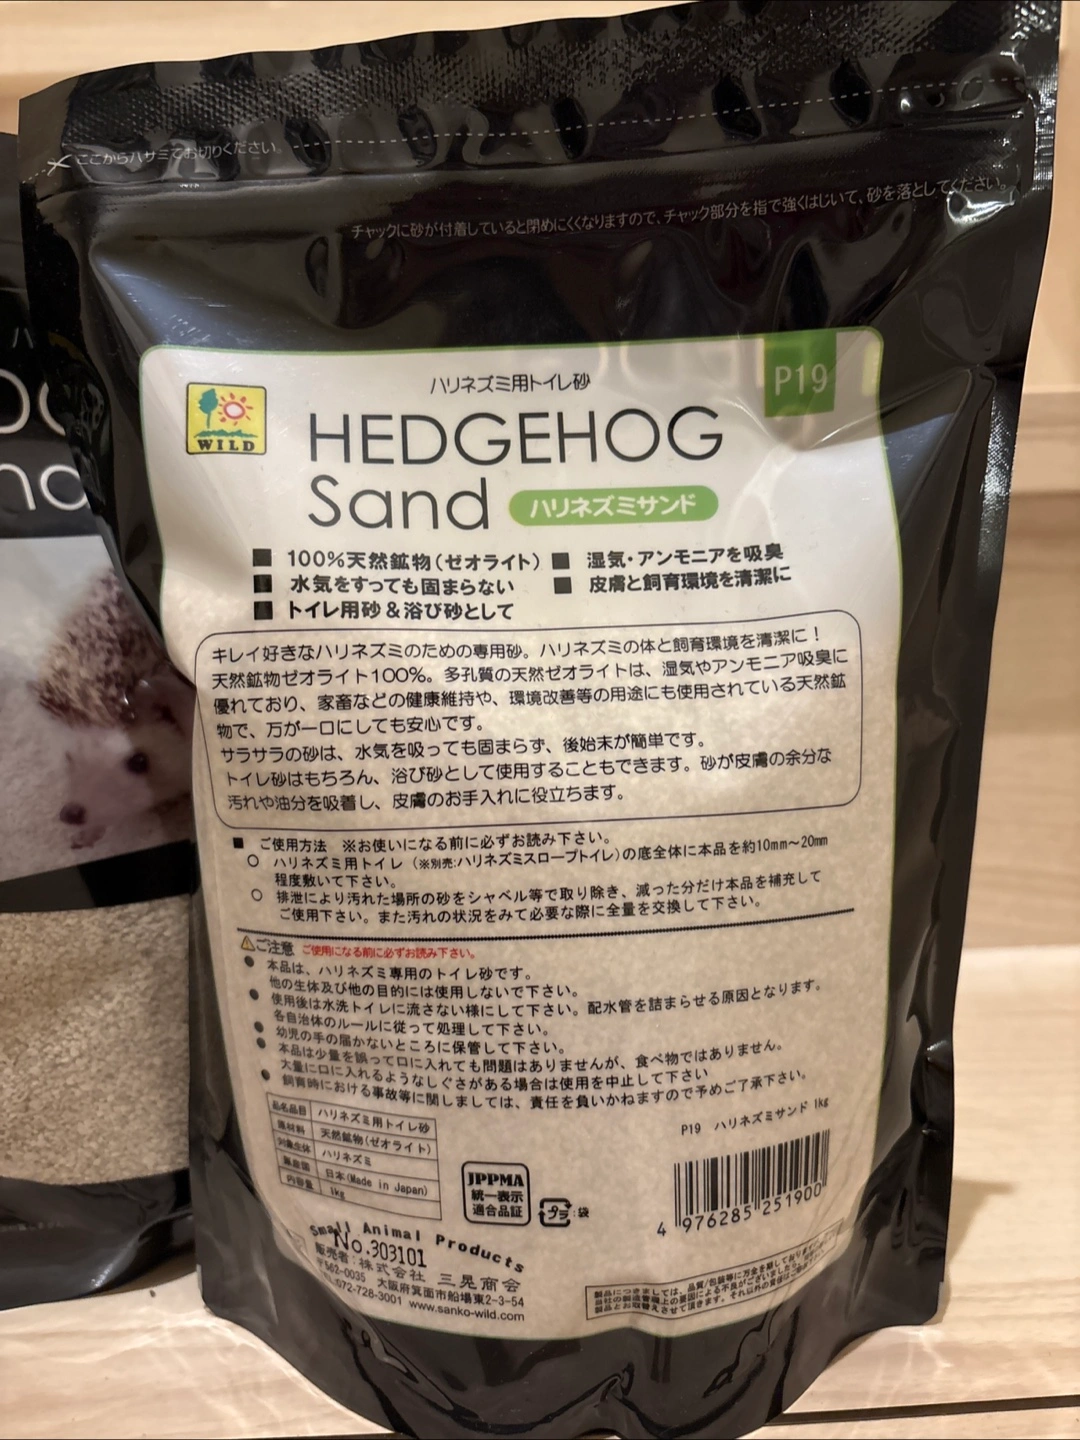 ここからハサミでお切りください。
チャックに砂が付着していると閉めにくくなりますので、チャック部分を指で強くはじいて、砂を落としてください。
P19
ハリネズミ用トイレ砂
WILD
HEDGEHOG
Sand ハリネズミサンド
■ 100%天然鉱物(ゼオライト) ■ 湿気・アンモニアを吸臭
■ 水気をすっても固まらない ■ 皮膚と飼育環境を清潔に
■ トイレ用砂&浴び砂として
キレイ好きなハリネズミのための専用砂。ハリネズミの体と飼育環境を清潔に!
天然鉱物ゼオライト100%。多孔質の天然ゼオライトは、湿気やアンモニア吸臭に
優れており、家畜などの健康維持や、環境改善等の用途にも使用されている天然鉱
物で、万が一口にしても安心です。
サラサラの砂は、水気を吸っても固まらず、後始末が簡単です。
トイレ砂はもちろん、浴び砂として使用することもできます。砂が皮膚の余分な
汚れや油分を吸着し、皮膚のお手入れに役立ちます。
■ ご使用方法 ※お使いになる前に必ずお読み下さい。
○ ハリネズミ用トイレ(※別売:ハリネズミスロープトイレ)の底全体に本品を約10mm〜20mm
程度敷いて下さい。
○ 排泄により汚れた場所の砂をシャベル等で取り除き、減った分だけ本品を補充して
ご使用下さい。また汚れの状況をみて必要な際に全量を交換して下さい。
⚠ご注意 ご使用になる前に必ずお読み下さい。
● 本品は、ハリネズミ専用のトイレ砂です。
他の生体及び他の目的には使用しないで下さい。
● 使用後は水洗トイレに流さない様にして下さい。配水管を詰まらせる原因となります。
各自治体のルールに従って処理して下さい。
● 幼児の手の届かないところに保管して下さい。
● 本品は少量を誤って口に入れても問題はありませんが、食べ物ではありません。
大量に口に入れるようなしぐさがある場合は使用を中止して下さい
● 飼育時における事故等に関しましては、責任を負いかねますので予めご了承下さい。
品名品目 ハリネズミ用トイレ砂
原材料 天然鉱物(ゼオライト)
対象生体 ハリネズミ
原産国 日本(Made in Japan)
内容量 1kg
JPPMA
統一表示
適合品証
プラ:袋
P19 ハリネズミサンド 1kg
4 976285 251900
Small Animal Products
No.303101
販売者:株式会社 三晃商会
〒562-0035 大阪府箕面市船場東2-3-54
TEL.072-728-3001 www.sanko-wild.com